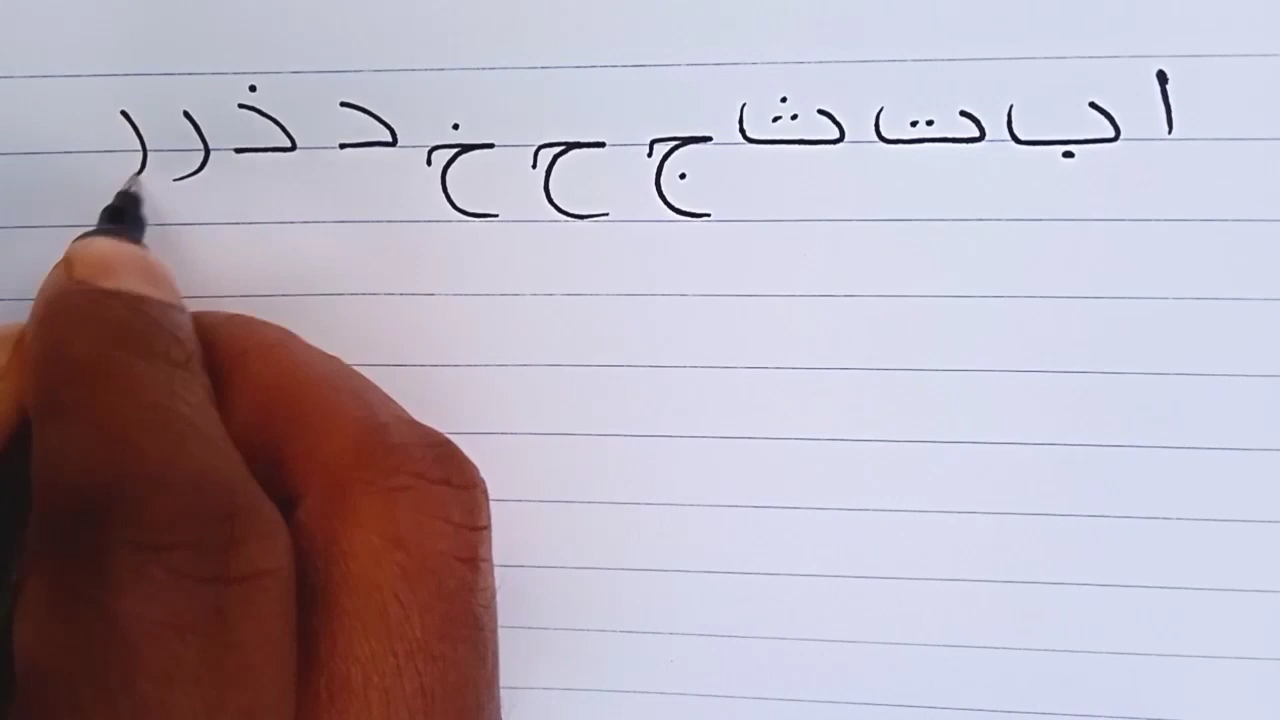 ا ب ت ث ج ح خ د ذ ر ر